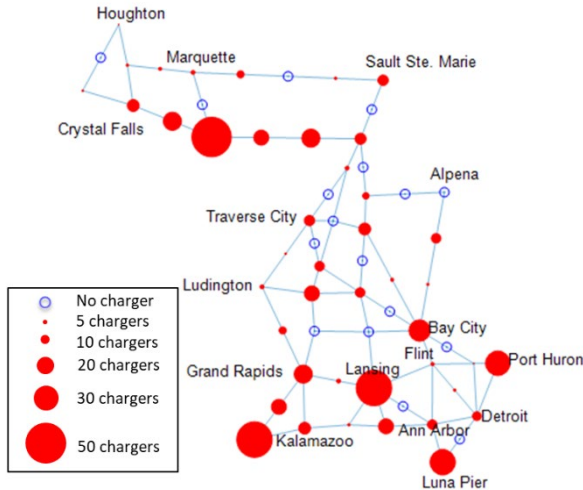 Houghton
Marquette
Sault Ste. Marie
Crystal Falls
Alpena
Traverse City
Ludington
No charger
5 chargers
10 chargers
20 chargers
30 chargers
50 chargers
Bay City
Flint
Port Huron
Grand Rapids
Lansing
Detroit
Kalamazoo
Ann Arbor
Luna Pier